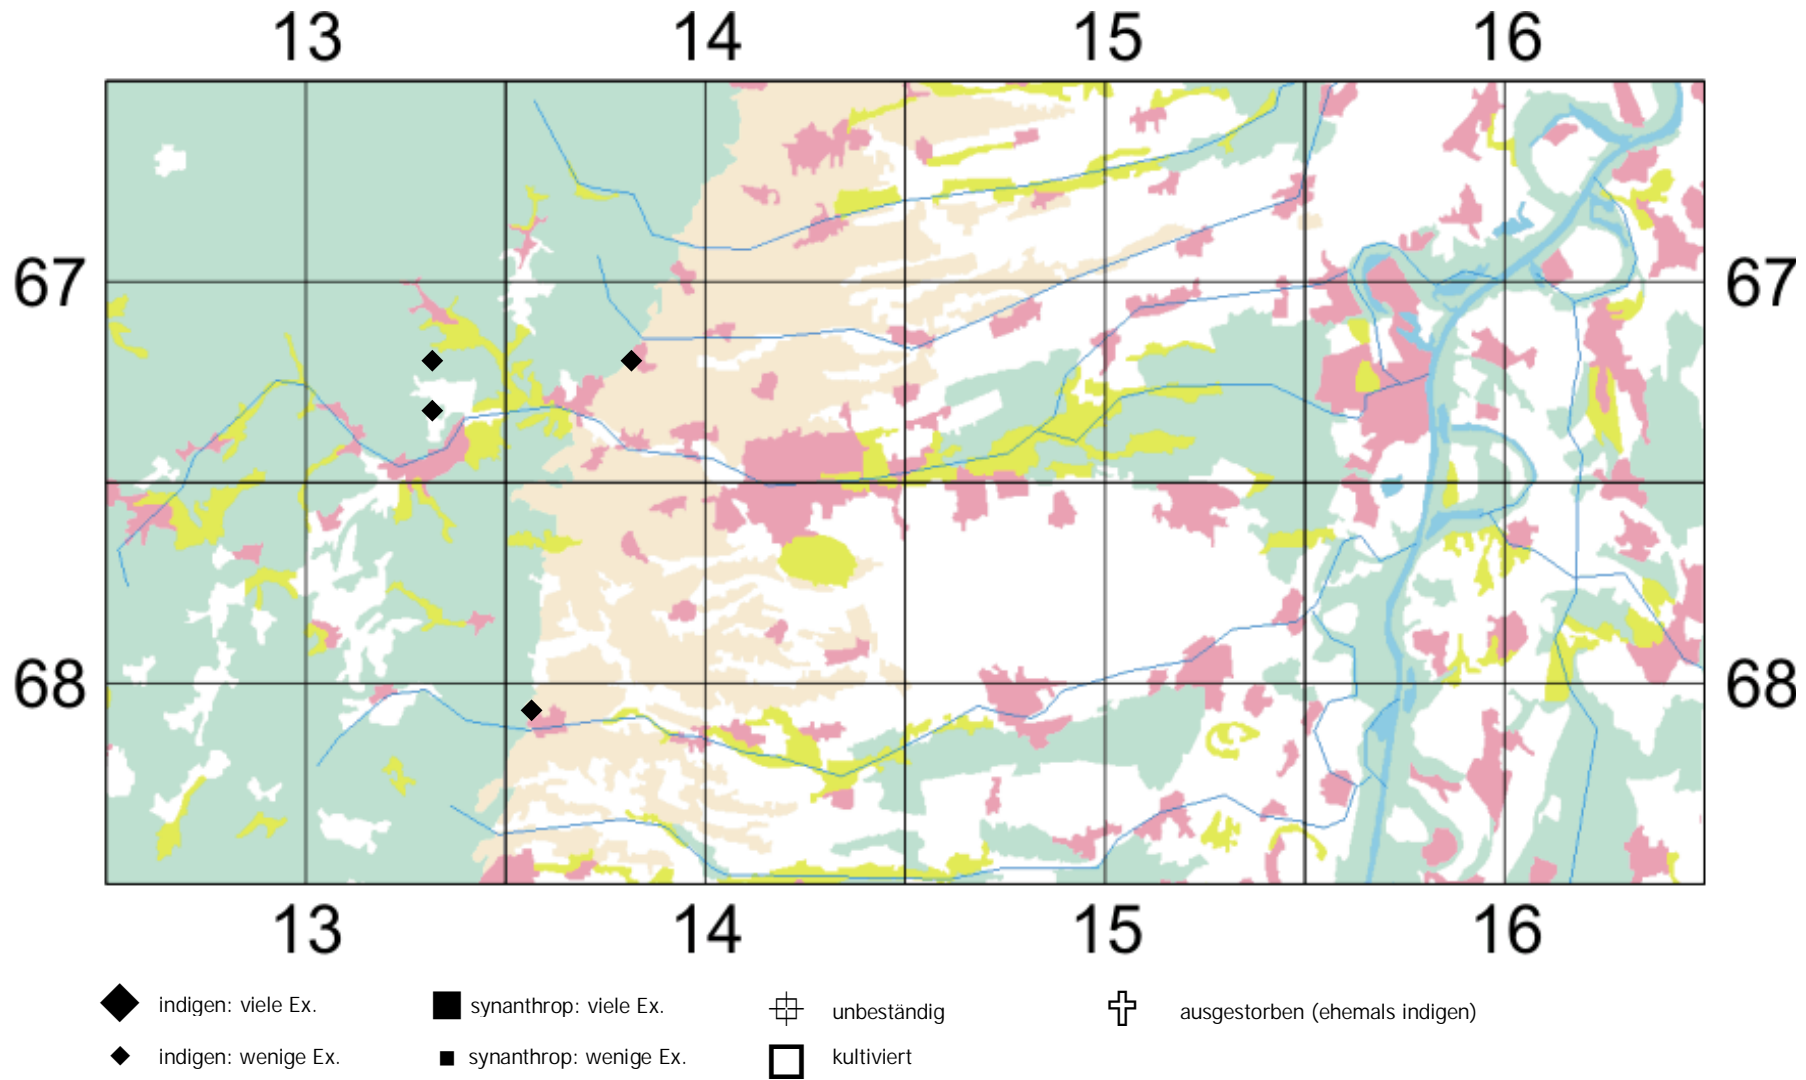 13 14 15 16
67 67
68 68
13 14 15 16
indigen: viele Ex. synanthrop: viele Ex. unbeständig ausgestorben (ehemals indigen)
indigen: wenige Ex. synanthrop: wenige Ex. kultiviert